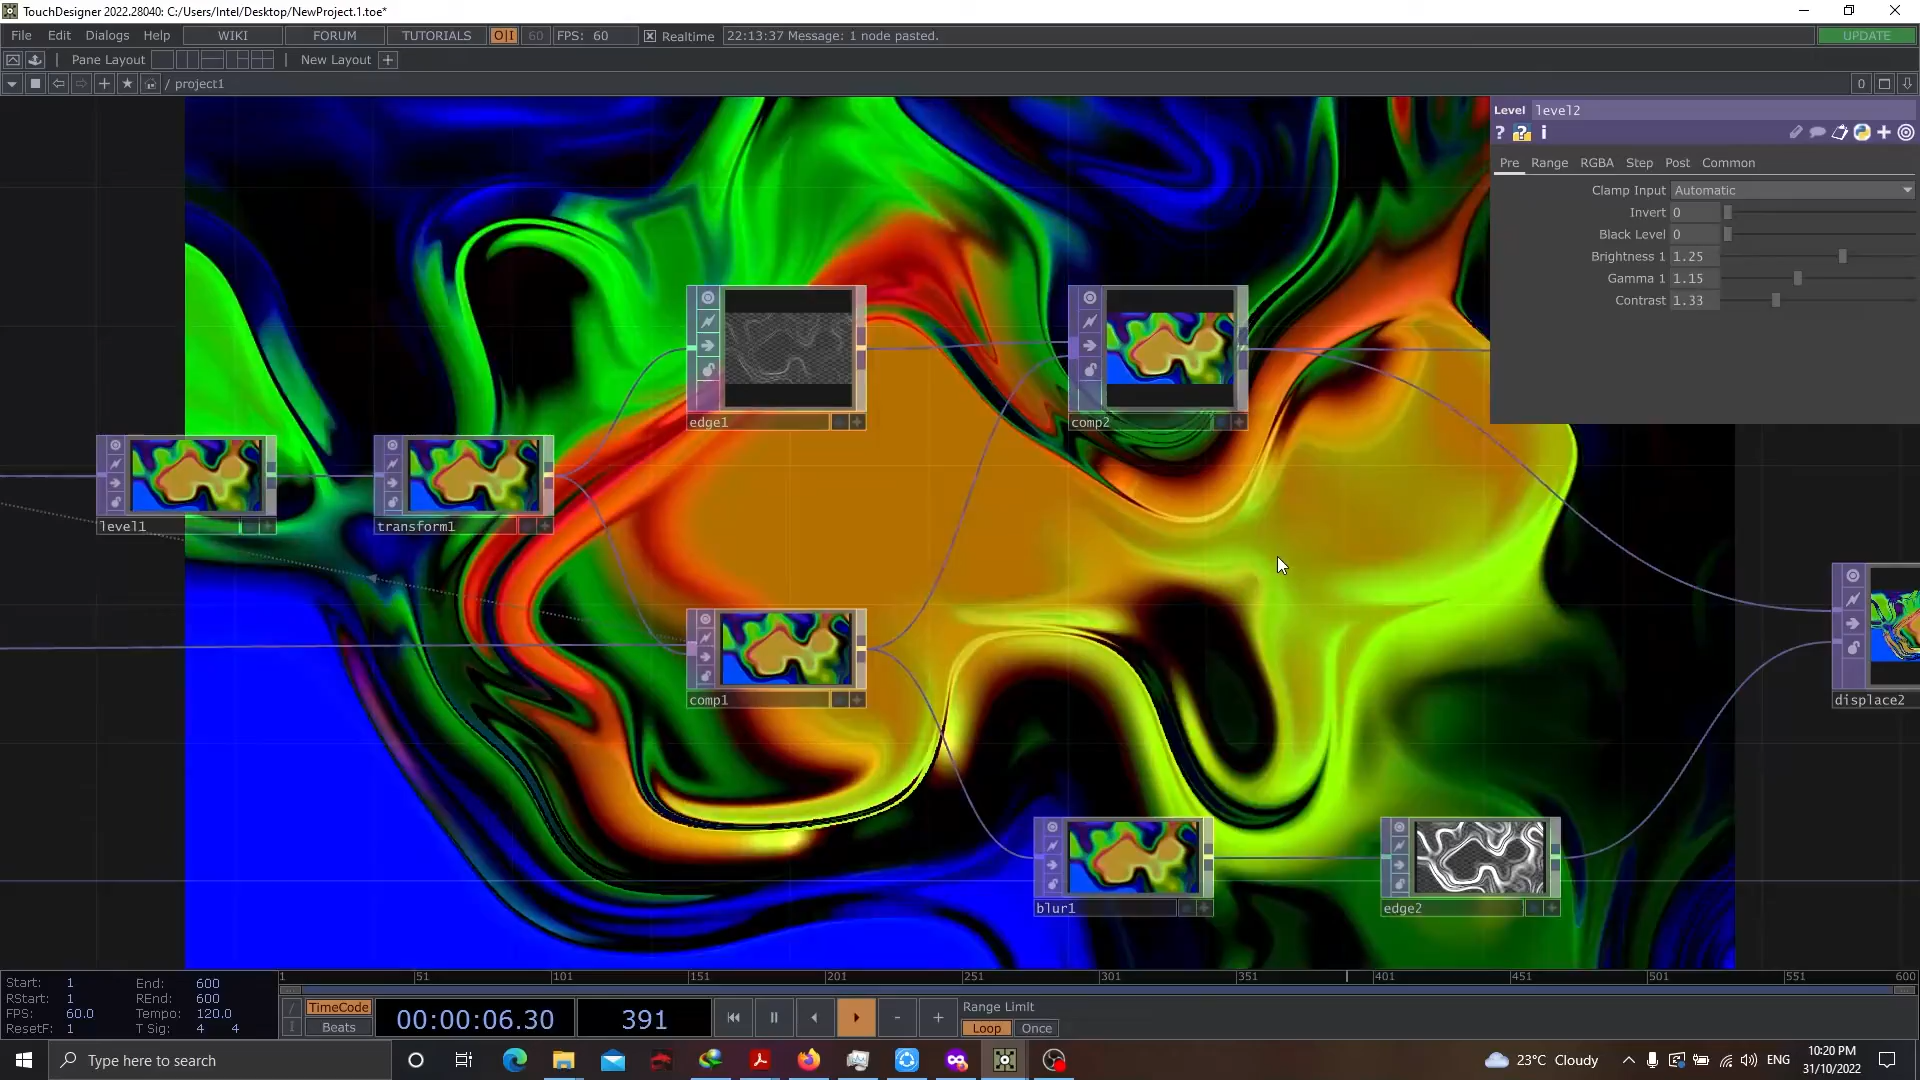 TouchDesigner 2022.28040: C:/Users/Intel/Desktop/NewProject.1.toe*
File Edit Dialogs Help WIKI FORUM TUTORIALS O|I 60 FPS: 60 Realtime 22:13:37 Message: 1 node pasted. UPDATE
Pane Layout New Layout +
/ project1 0
Level level2
? ? i
Pre Range RGBA Step Post Common
Clamp Input Automatic
Invert 0
Black Level 0
Brightness 1 1.25
Gamma 1 1.15
Contrast 1.33
edge1
comp2
level1
transform1
comp1
displace2
blur1
edge2
1 51 101 151 201 251 301 351 401 451 501 551 600
Start: 1 End: 600
RStart: 1 REnd: 600
FPS: 60.0 Tempo: 120.0
ResetF: 1 T Sig: 4 4
TimeCode
Beats
00:00:06.30
391
- +
Range Limit
Loop Once
Type here to search
23°C Cloudy
ENG
10:20 PM
31/10/2022